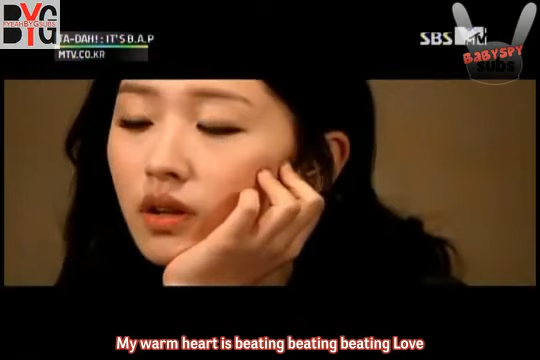 BYG
FYEAHBYGSUBS
TA-DAH! : IT'S B.A.P
MTV.CO.KR
SBS MTV
BABYSPY
SUBS
My warm heart is beating beating beating Love